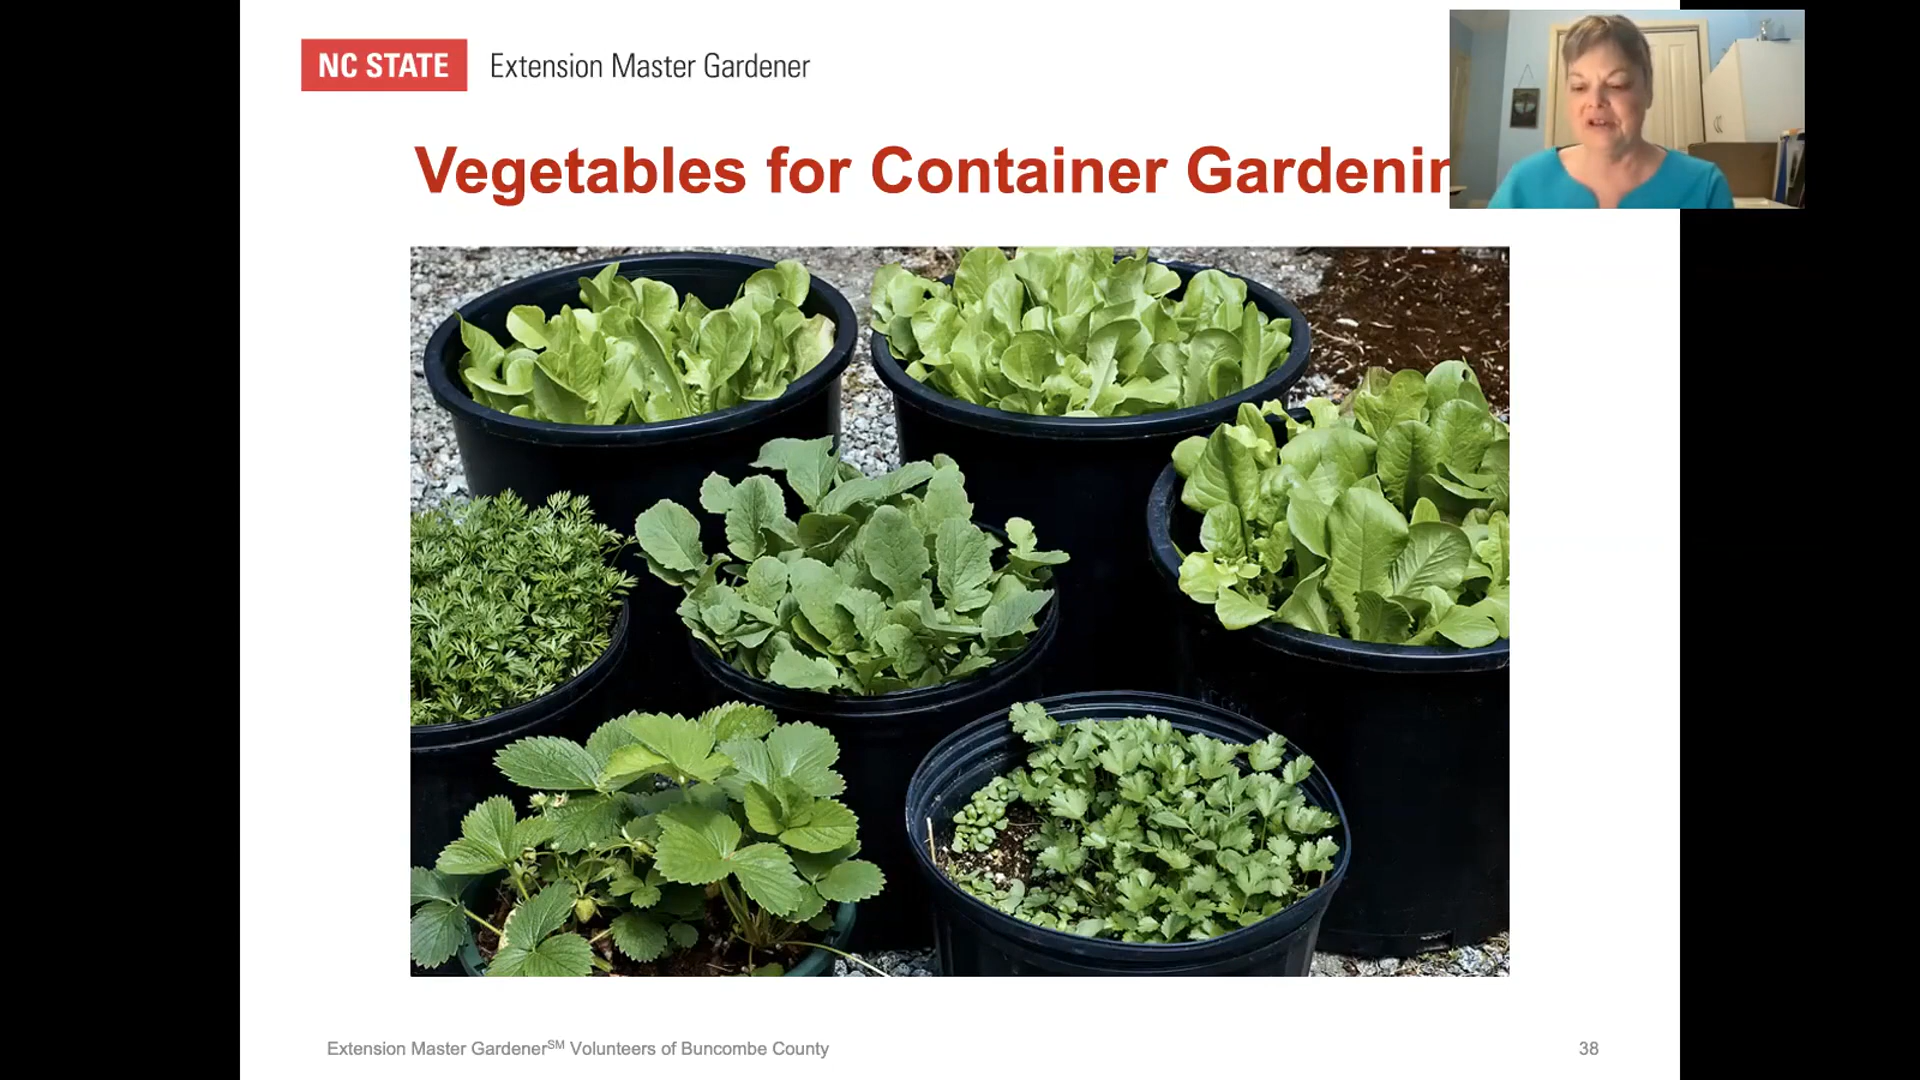 NC STATE Extension Master Gardener
Vegetables for Container Gardenin
Extension Master Gardener℠ Volunteers of Buncombe County
38